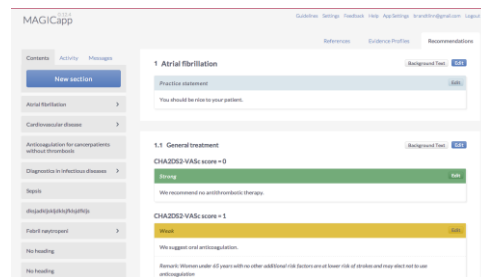 MAGICapp
Guidelines Settings Feedback Help App Settings Logout
References Evidence Profiles Recommendations
Contents Activity Messages
New section
Atrial fibrillation
Cardiovascular disease
Anticoagulation for cancerpatients
without thrombosis
Diagnostics in infectious diseases
Sepsis
Febril nøytropeni
No heading
No heading
1 Atrial fibrillation
Background Text Edit
Practice statement Edit
You should be nice to your patient.
1.1 General treatment
Background Text Edit
CHA2DS2-VASc score = 0
Strong Edit
We recommend no antithrombotic therapy.
CHA2DS2-VASc score = 1
Weak Edit
We suggest oral anticoagulation.
Remark: Women under 65 years with no other additional risk factors are at lower risk of strokes and may elect not to use
anticoagulation